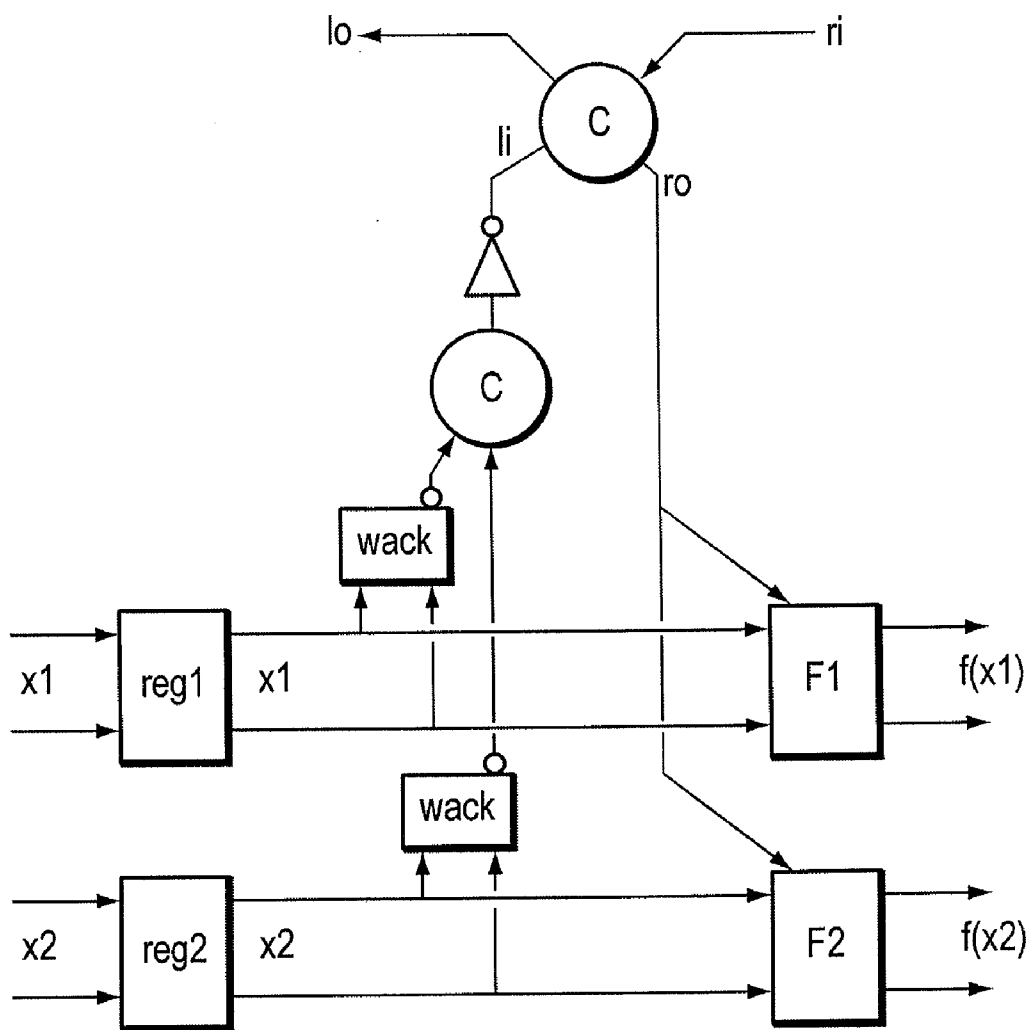 lo
ri
C
li
ro
C
wack
x1
reg1
x1
F1
f(x1)
wack
x2
reg2
x2
F2
f(x2)